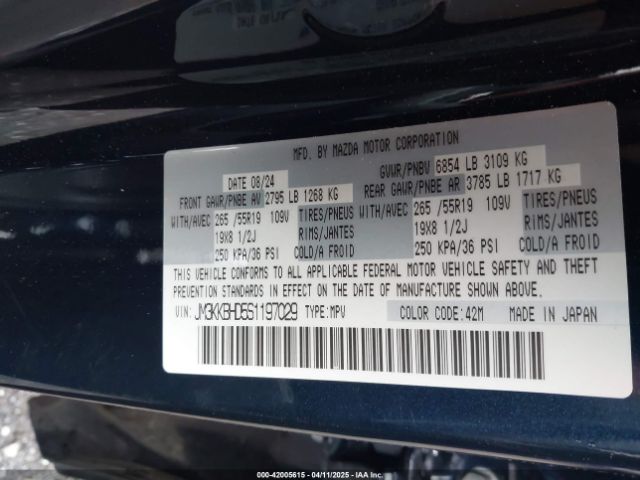 MFD. BY MAZDA MOTOR CORPORATION
DATE 08/24 GVWR/PNBV 6854 LB 3109 KG
FRONT GAWR/PNBE AV 2795 LB 1268 KG REAR GAWR/PNBE AR 3785 LB 1717 KG
WITH/AVEC 265 /55R19 109V TIRES/PNEUS WITH/AVEC 265 /55R19 109V TIRES/PNEUS
19X8 1/2J RIMS/JANTES 19X8 1/2J RIMS/JANTES
250 KPA/36 PSI COLD/A FROID 250 KPA/36 PSI COLD/A FROID
THIS VEHICLE CONFORMS TO ALL APPLICABLE FEDERAL MOTOR VEHICLE SAFETY AND THEFT
PREVENTION STANDARDS IN EFFECT ON THE DATE OF MANUFACTURE SHOWN ABOVE.
VIN: JM3KKBHD5S1197029 TYPE:MPV COLOR CODE:42M MADE IN JAPAN
000-42005615 - 04/11/2025 - IAAI.COM